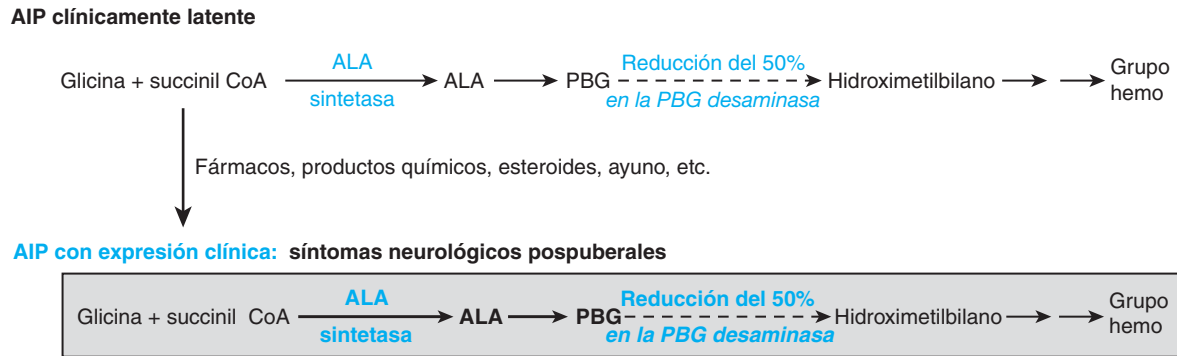 AIP clínicamente latente
Glicina + succinil CoA
ALA
sintetasa
ALA
PBG
Reducción del 50%
en la PBG desaminasa
Hidroximetilbilano
Grupo
hemo
Fármacos, productos químicos, esteroides, ayuno, etc.
AIP con expresión clínica: síntomas neurológicos pospuberales
Glicina + succinil CoA
ALA
sintetasa
ALA
PBG
Reducción del 50%
en la PBG desaminasa
Hidroximetilbilano
Grupo
hemo